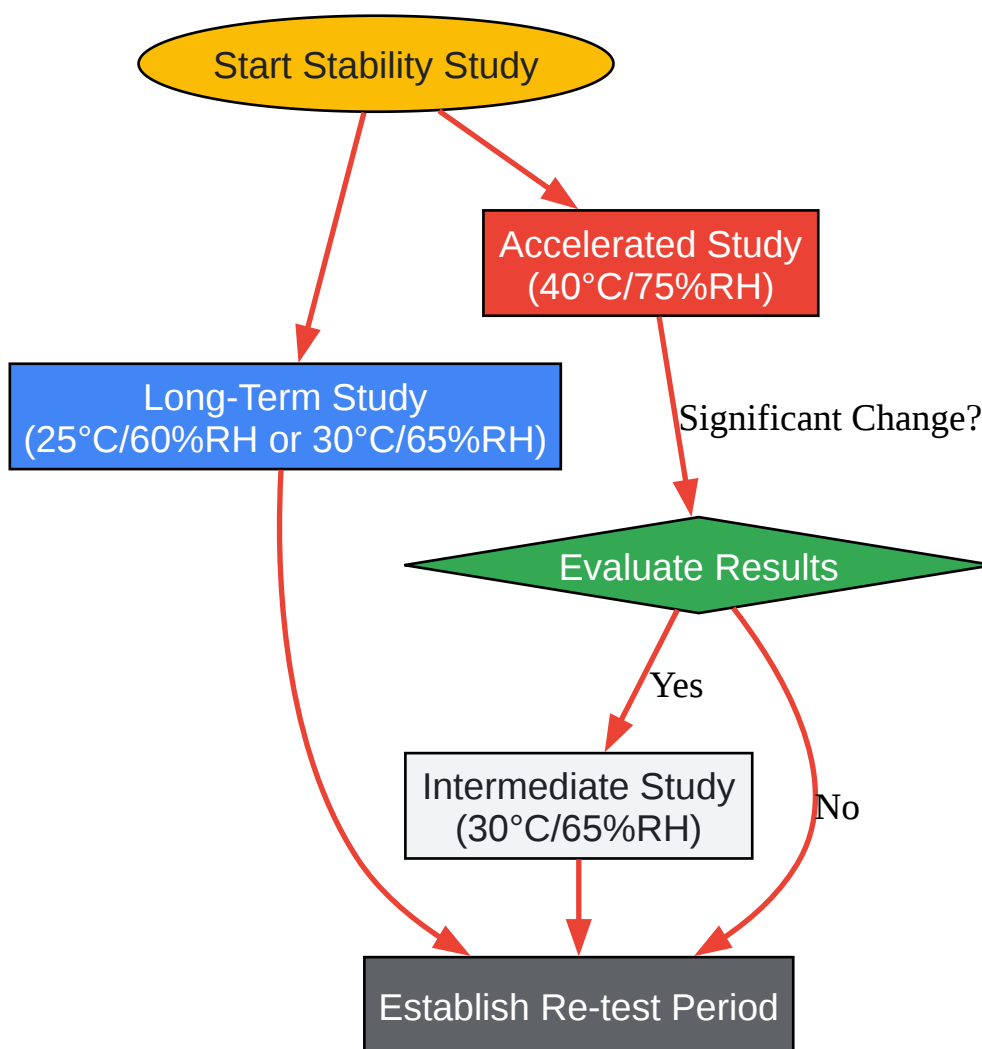 Start Stability Study
Accelerated Study
(40°C/75%RH)
Long-Term Study
(25°C/60%RH or 30°C/65%RH)
Significant Change?
Evaluate Results
Yes
Intermediate Study
(30°C/65%RH)
No
Establish Re-test Period